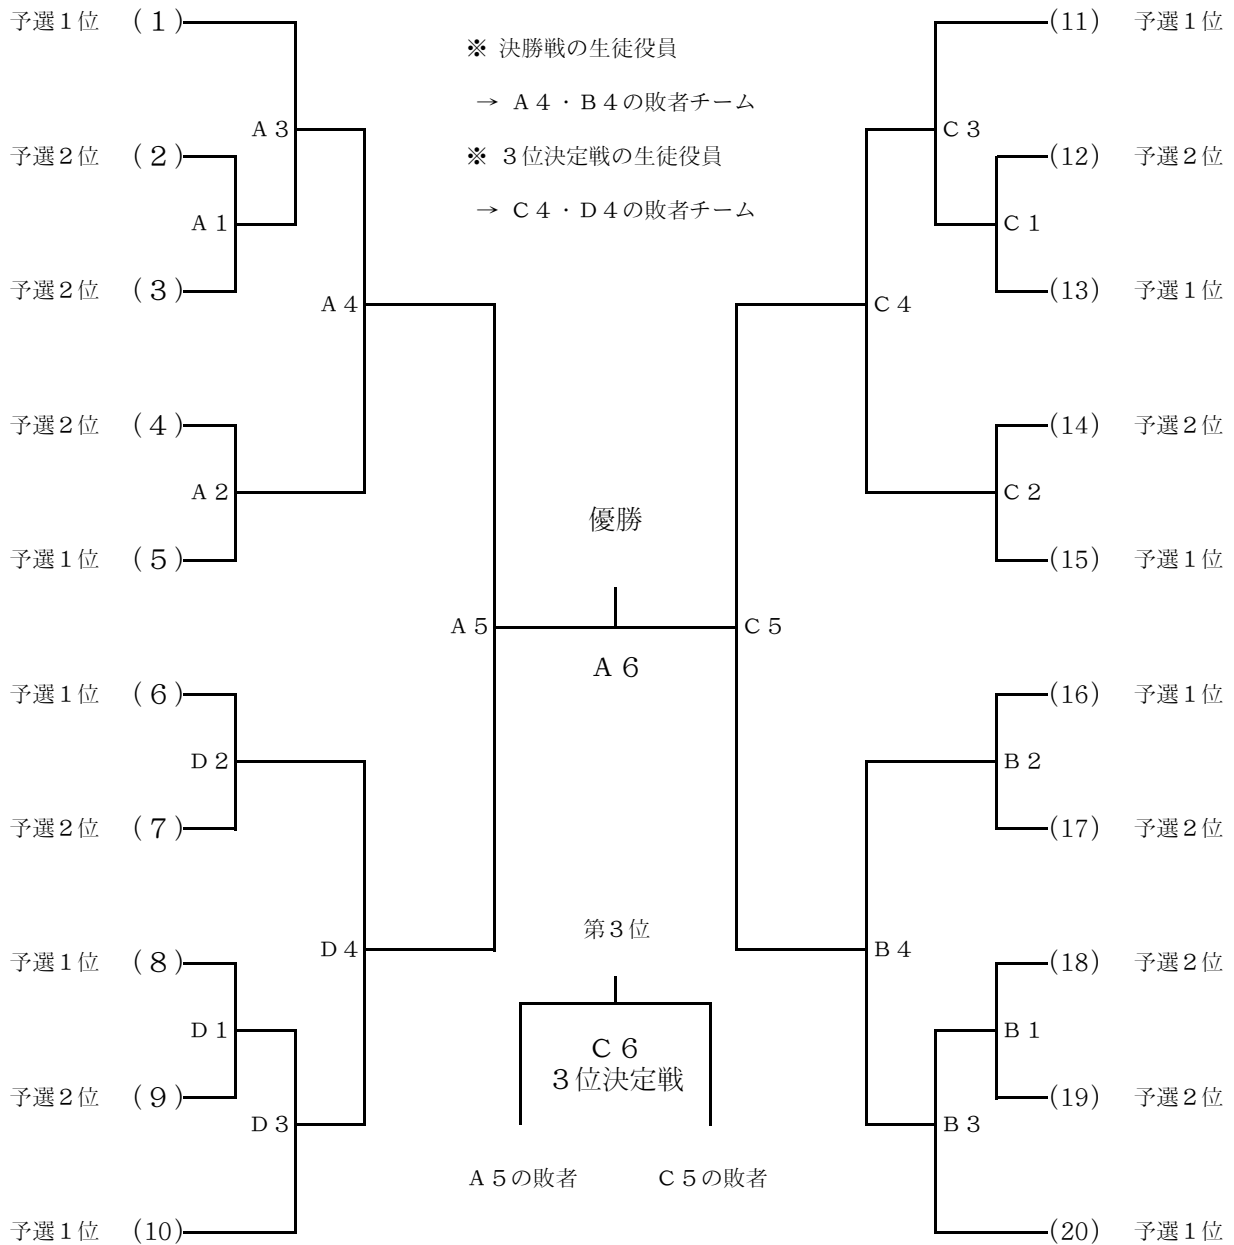 予選１位 (１) (11) 予選１位
※ 決勝戦の生徒役員
→ Ａ４・Ｂ４の敗者チーム
Ａ３ Ｃ３
予選２位 (２) ※ ３位決定戦の生徒役員 (12) 予選２位
→ Ｃ４・Ｄ４の敗者チーム
Ａ１ Ｃ１
予選２位 (３) (13) 予選１位
Ａ４ Ｃ４
予選２位 (４) (14) 予選２位
Ａ２ Ｃ２
優勝
予選１位 (５) (15) 予選１位
Ａ５ Ｃ５
Ａ６
予選１位 (６) (16) 予選１位
Ｄ２ Ｂ２
予選２位 (７) (17) 予選２位
第３位
Ｄ４ Ｂ４
予選１位 (８) (18) 予選２位
Ｄ１ Ｂ１
Ｃ６
３位決定戦
予選２位 (９) (19) 予選２位
Ｄ３ Ｂ３
Ａ５の敗者 Ｃ５の敗者
予選１位 (10) (20) 予選１位